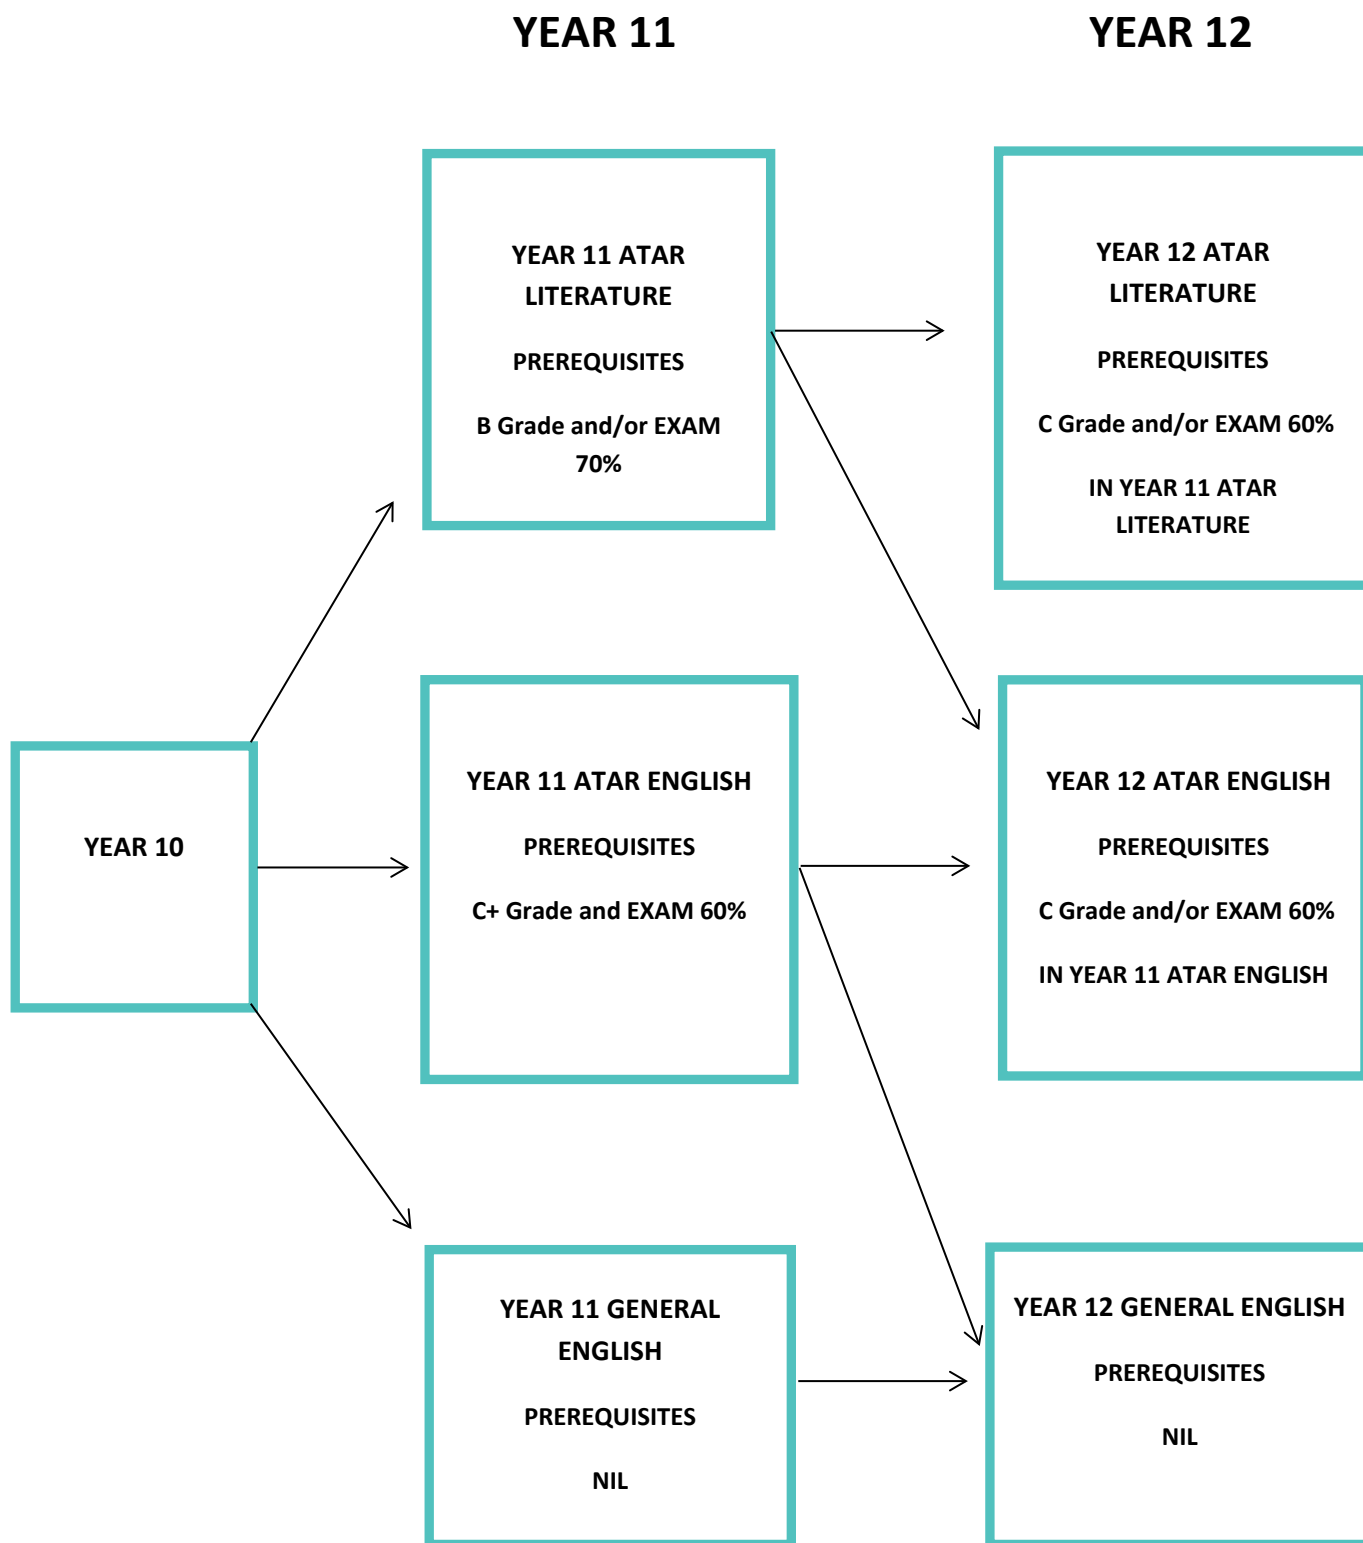 YEAR 11
YEAR 12
YEAR 11 ATAR
LITERATURE
PREREQUISITES
B Grade and/or EXAM
70%
YEAR 12 ATAR
LITERATURE
PREREQUISITES
C Grade and/or EXAM 60%
IN YEAR 11 ATAR
LITERATURE
YEAR 10
YEAR 11 ATAR ENGLISH
PREREQUISITES
C+ Grade and EXAM 60%
YEAR 12 ATAR ENGLISH
PREREQUISITES
C Grade and/or EXAM 60%
IN YEAR 11 ATAR ENGLISH
YEAR 11 GENERAL
ENGLISH
PREREQUISITES
NIL
YEAR 12 GENERAL ENGLISH
PREREQUISITES
NIL